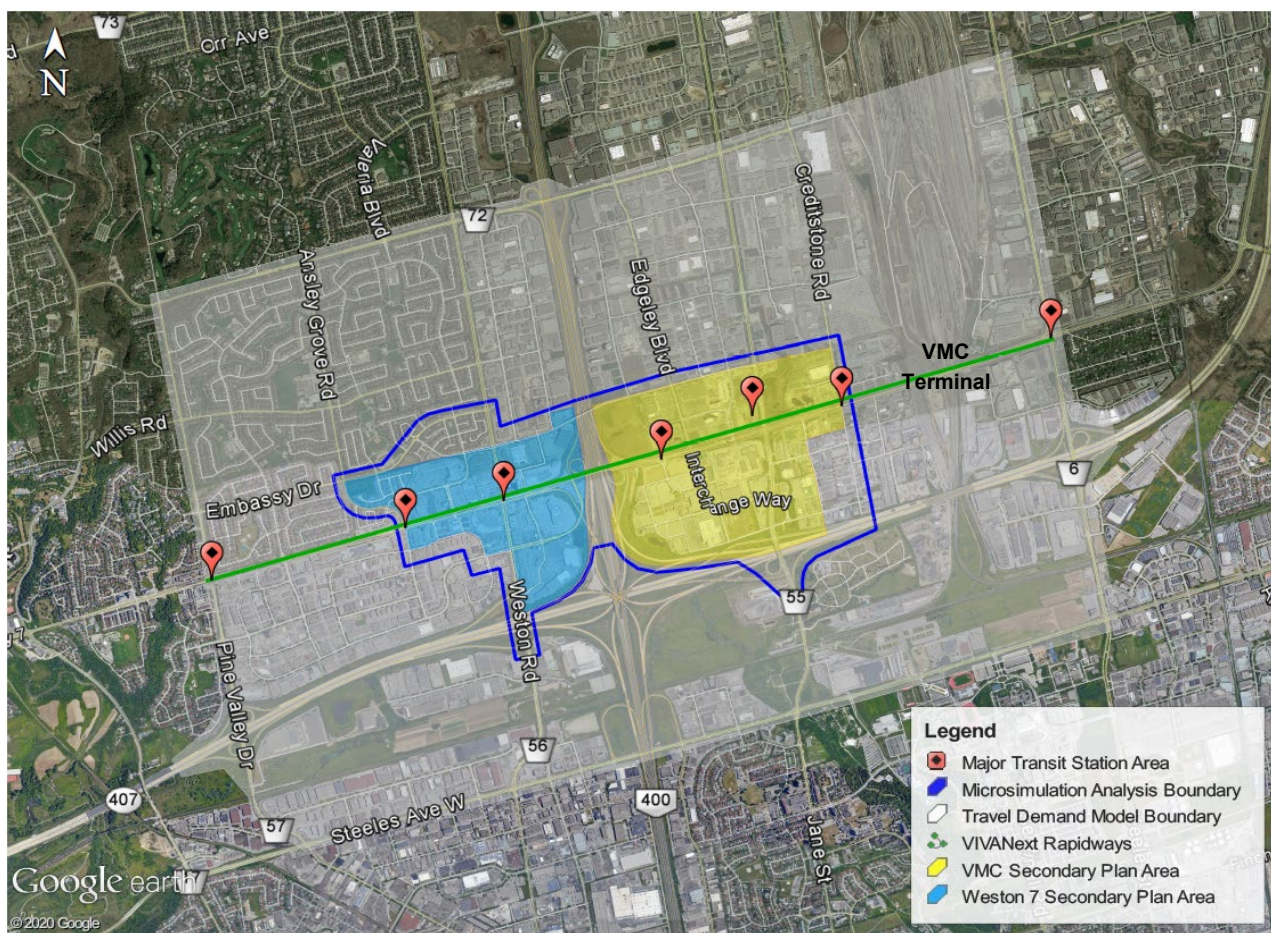 73
Orr Ave
N
Valeria Blvd
72
Creditstone Rd
Ansley Grove Rd
Edgeley Blvd
VMC
Terminal
Willis Rd
Embassy Dr
Interchange Way
6
7
Weston Rd
55
Pine Valley Dr
56
407
400
57
Steeles Ave W
Jane St
Google earth
© 2020 Google
Legend
Major Transit Station Area
Microsimulation Analysis Boundary
Travel Demand Model Boundary
VIVANext Rapidways
VMC Secondary Plan Area
Weston 7 Secondary Plan Area